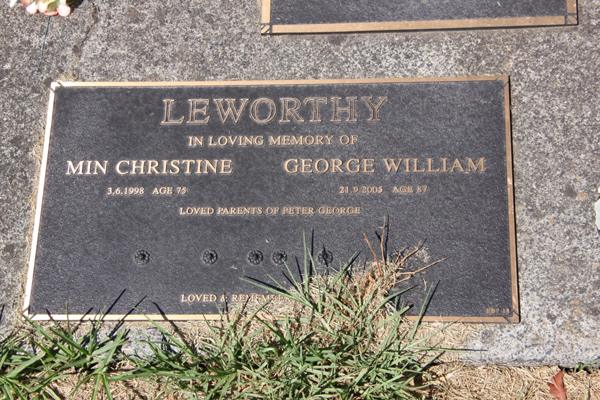 LEWORTHY
IN LOVING MEMORY OF
MIN CHRISTINE GEORGE WILLIAM
3.6.1998 AGE 75 21.9.2005 AGE 87
LOVED PARENTS OF PETER GEORGE
LOVED &